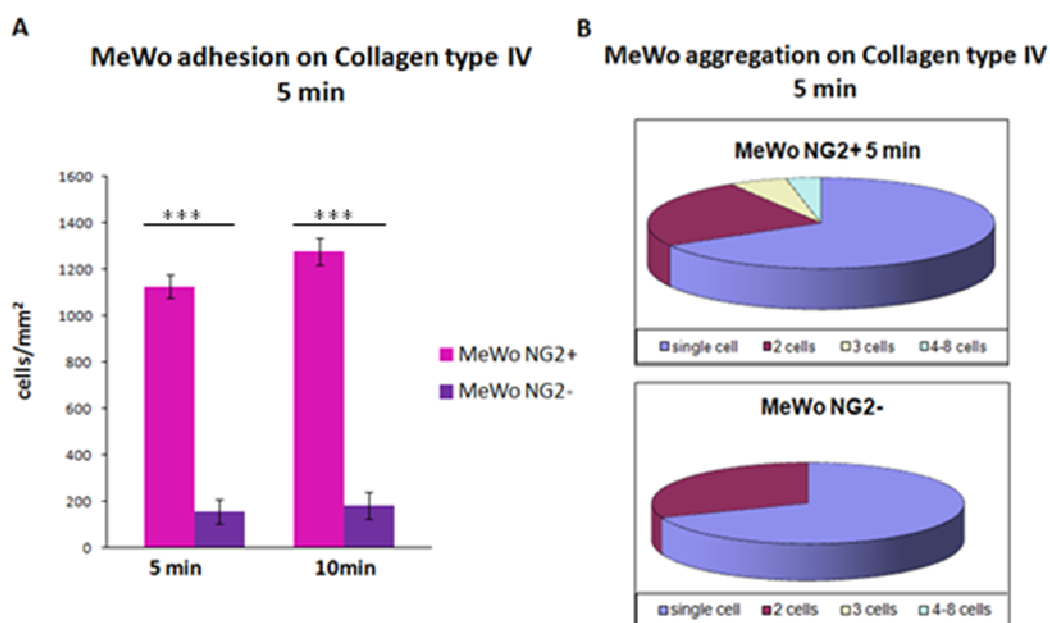 A
MeWo adhesion on Collagen type IV
5 min
1600
1400
1200
1000
800
600
400
200
0
cells/mm²
***
***
5 min
10min
MeWo NG2+
MeWo NG2-
B
MeWo aggregation on Collagen type IV
5 min
MeWo NG2+ 5 min
single cell 2 cells 3 cells 4-8 cells
MeWo NG2-
single cell 2 cells 3 cells 4-8 cells